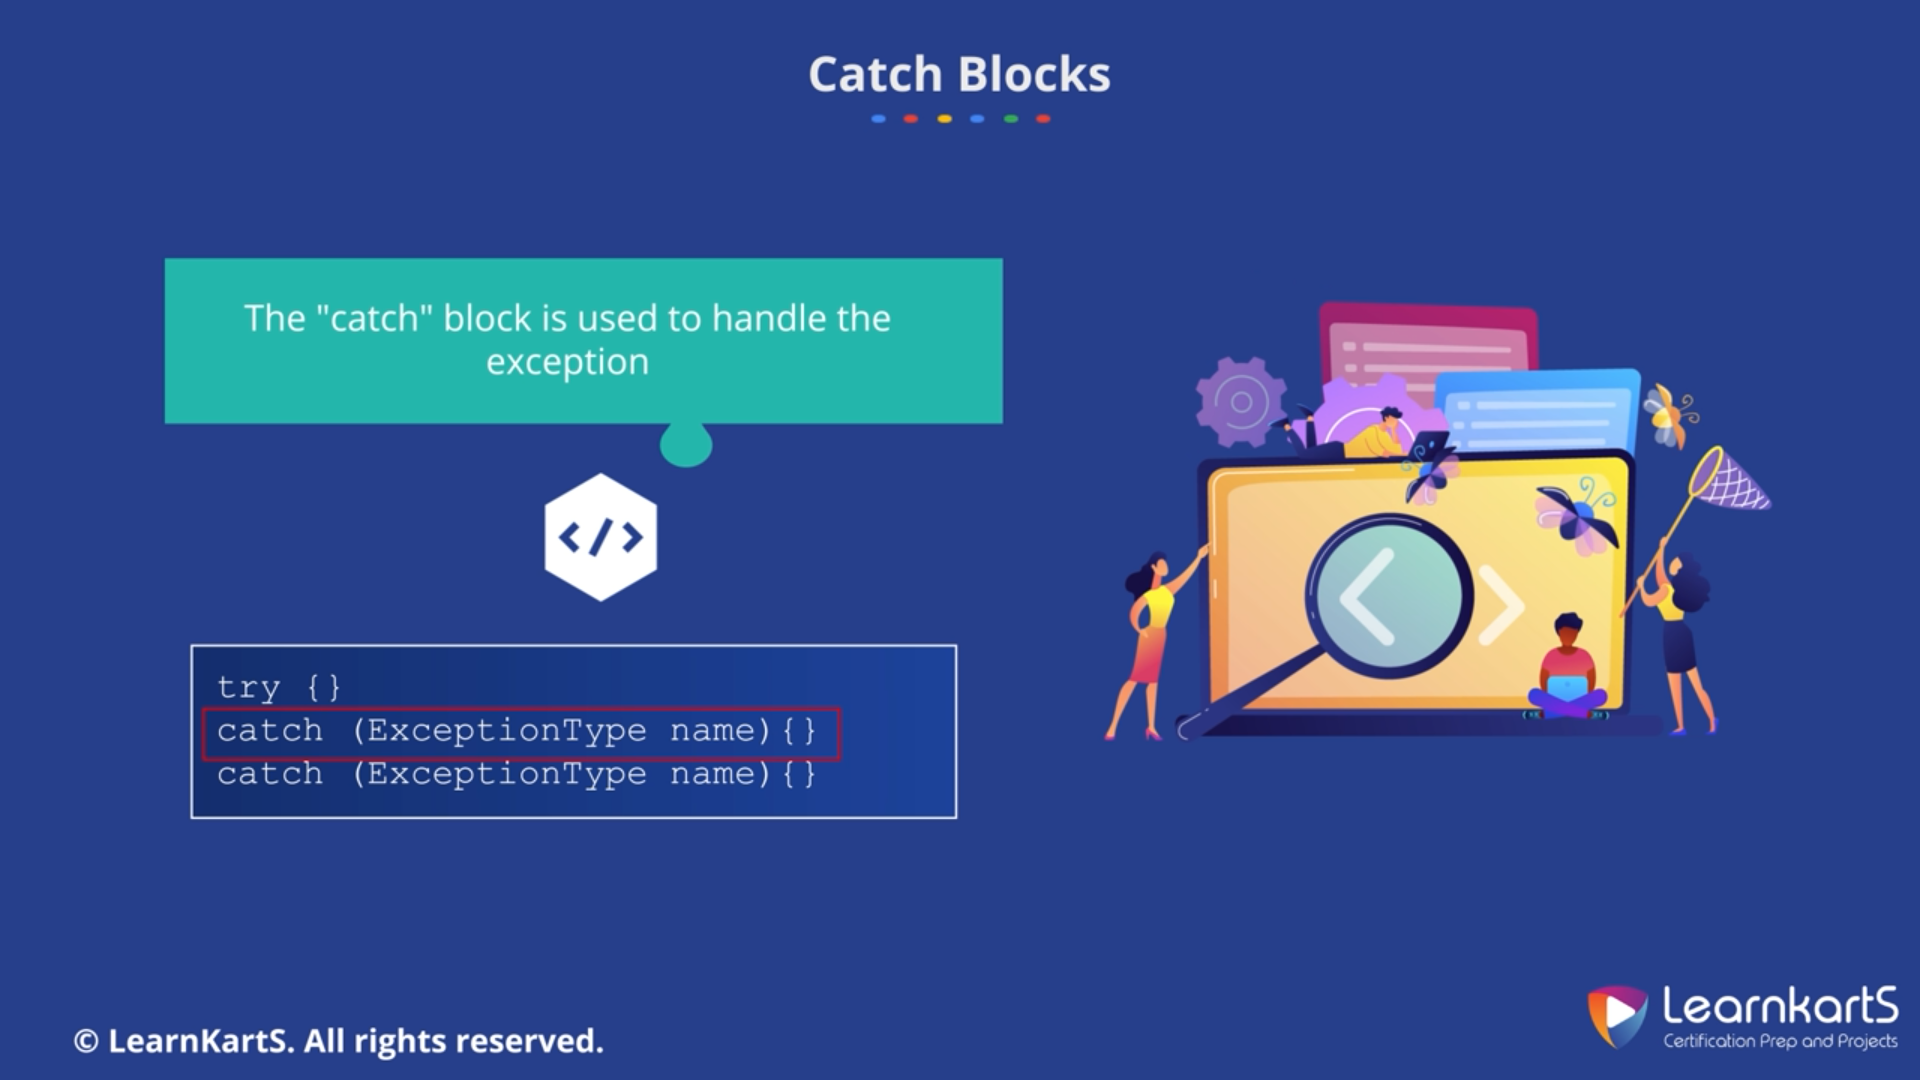 Catch Blocks
The "catch" block is used to handle the
exception
</>
try {}
catch (ExceptionType name){}
catch (ExceptionType name){}
© LearnKartS. All rights reserved.
LearnkartS
Certification Prep and Projects